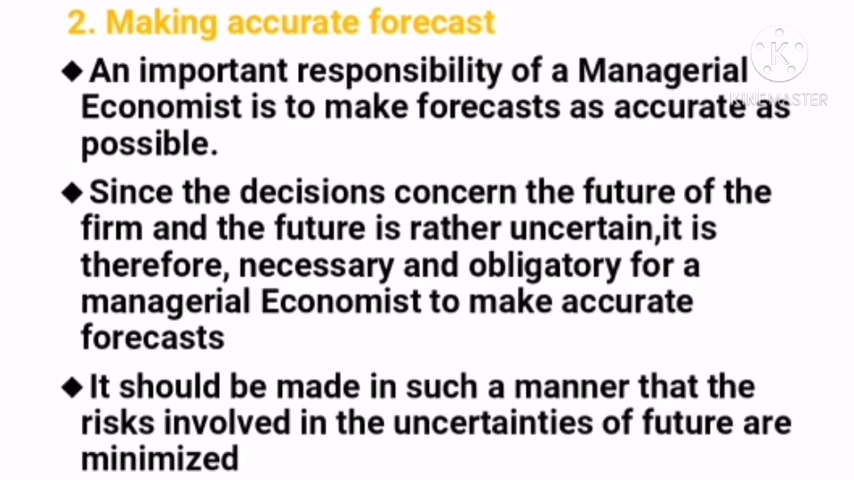 2. Making accurate forecast
◆ An important responsibility of a Managerial
Economist is to make forecasts as accurate as
possible.
◆ Since the decisions concern the future of the
firm and the future is rather uncertain,it is
therefore, necessary and obligatory for a
managerial Economist to make accurate
forecasts
◆ It should be made in such a manner that the
risks involved in the uncertainties of future are
minimized
K
KINEMASTER